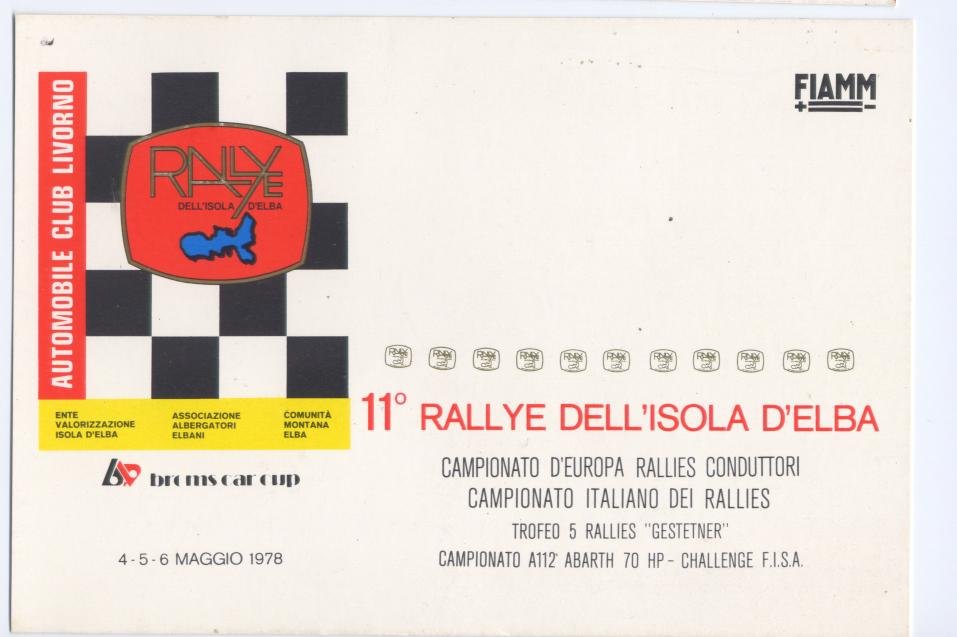 AUTOMOBILE CLUB LIVORNO
RALLYE
DELL'ISOLA D'ELBA
ENTE
VALORIZZAZIONE
ISOLA D'ELBA
ASSOCIAZIONE
ALBERGATORI
ELBANI
COMUNITÀ
MONTANA
ELBA
broms car cup
4-5-6 MAGGIO 1978
FIAMM
11° RALLYE DELL'ISOLA D'ELBA
CAMPIONATO D'EUROPA RALLIES CONDUTTORI
CAMPIONATO ITALIANO DEI RALLIES
TROFEO 5 RALLIES "GESTETNER"
CAMPIONATO A112° ABARTH 70 HP - CHALLENGE F.I.S.A.